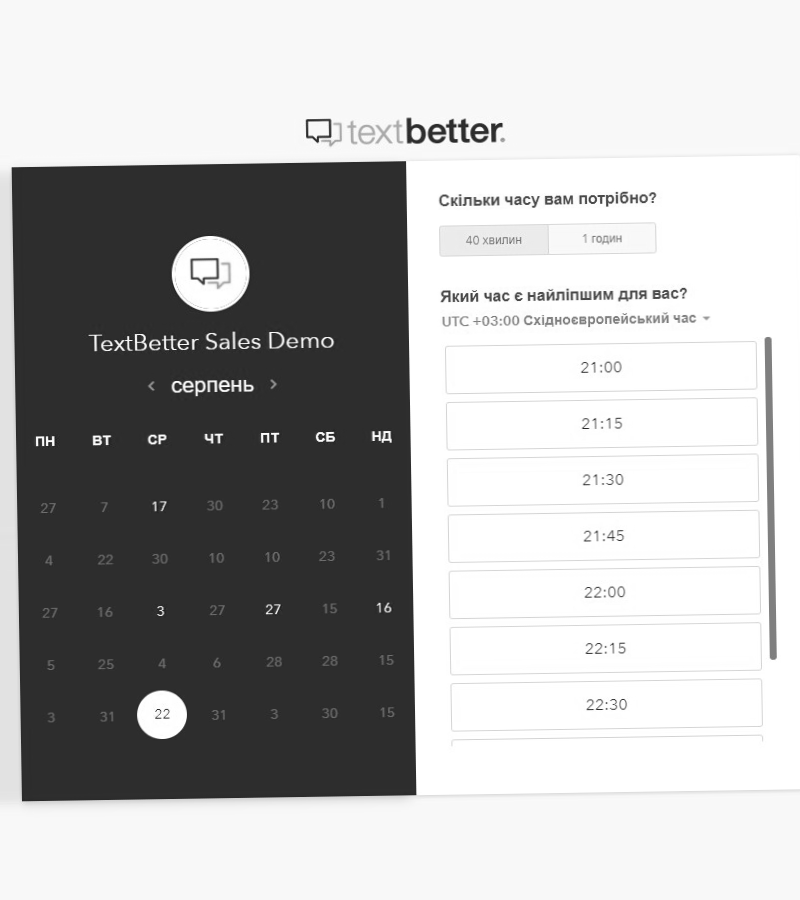 textbetter.
TextBetter Sales Demo
‹ серпень ›
ПН ВТ СР ЧТ ПТ СБ НД
27 7 17 30 23 10 1
4 22 30 10 10 23 31
27 16 3 27 27 15 16
5 25 4 6 28 28 15
3 31 22 31 3 30 15
Скільки часу вам потрібно?
40 хвилин 1 годин
Який час є найліпшим для вас?
UTC +03:00 Східноєвропейський час
21:00
21:15
21:30
21:45
22:00
22:15
22:30